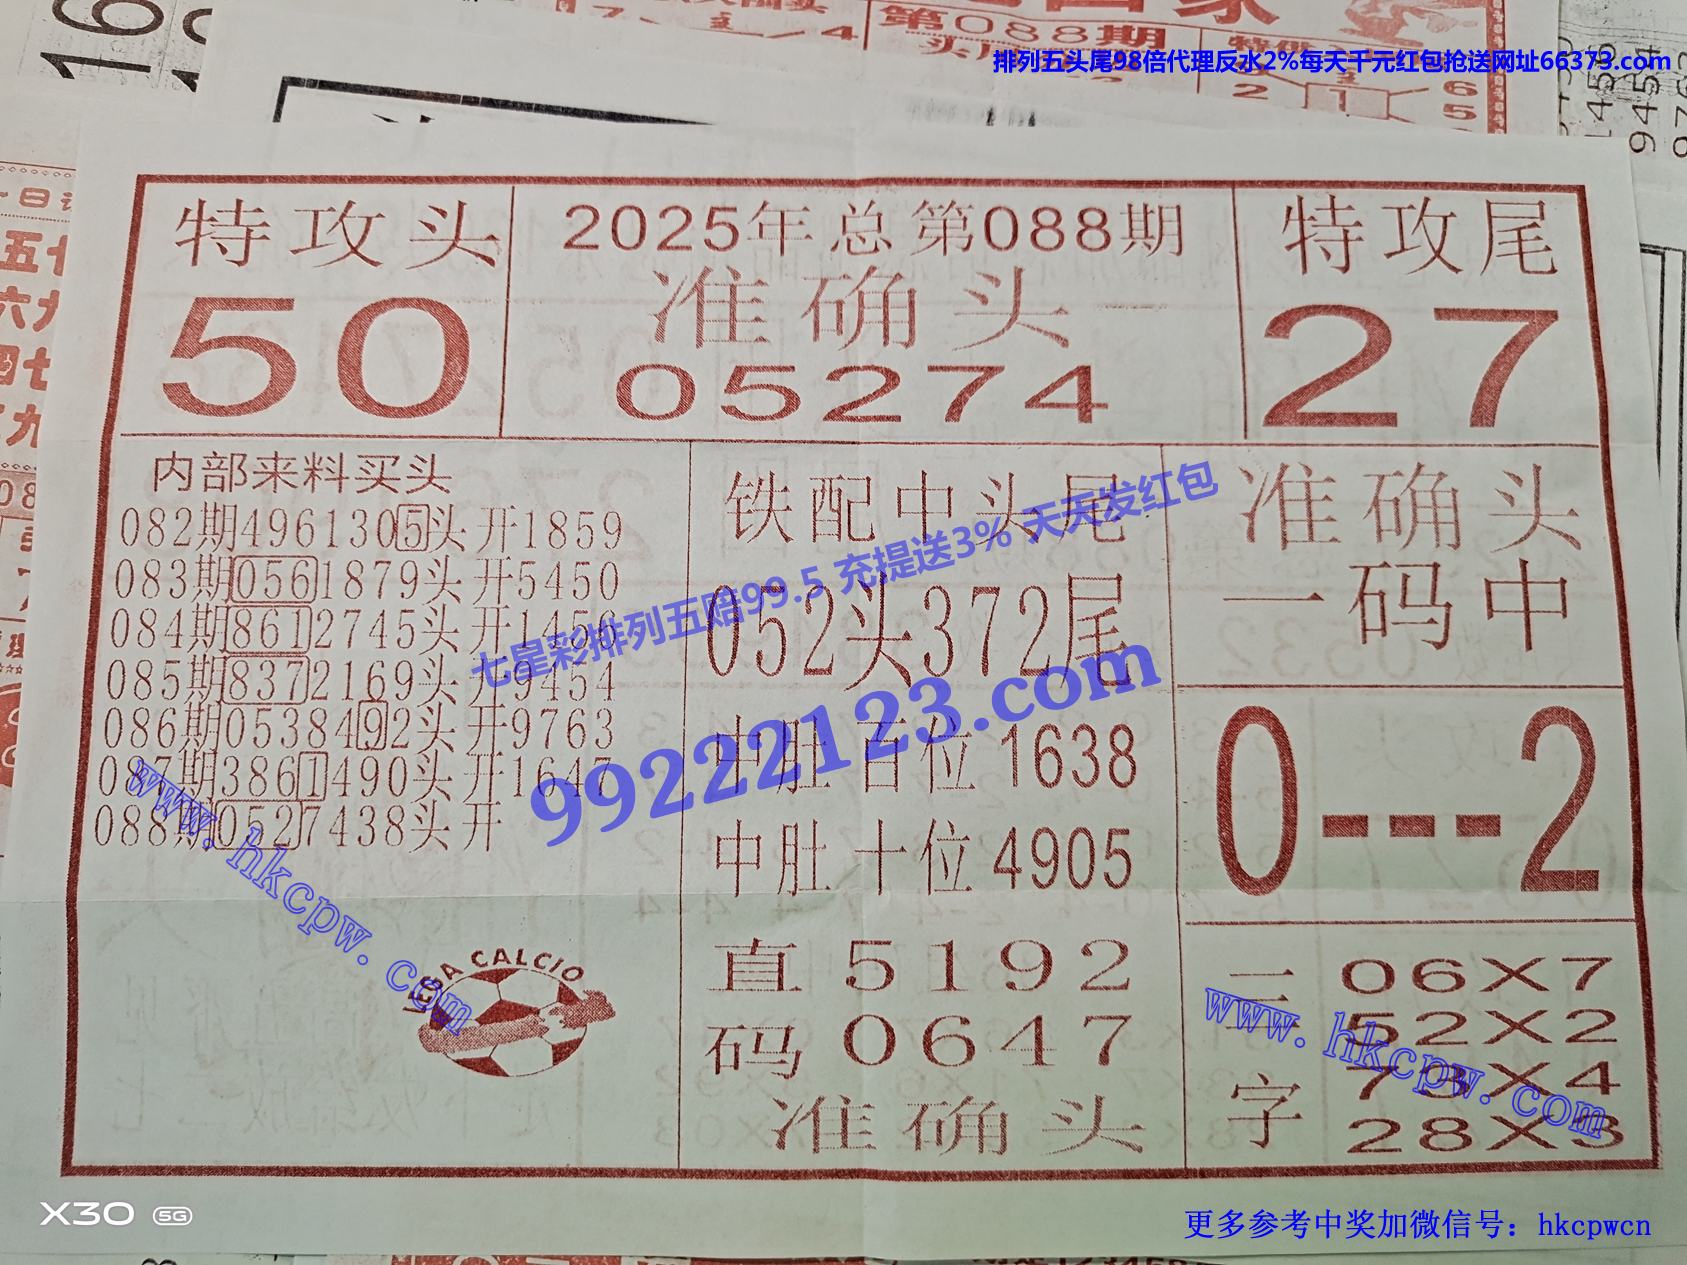 第088期
排列五头尾98倍代理反水2%每天千元红包抢送网址66373.com
特攻头
50
2025年总第088期
准确头
05274
特攻尾
27
内部来料买头
082期4961305头开1859
083期0561879头开5450
084期8612745头开1456
085期8372169头开9454
086期0538492头开9763
087期3861490头开1647
088期0527438头开
VEGA CALCIO
铁配中头尾
052头372尾
中肚百位1638
中肚十位4905
直 5192
码 0647
准确头
准确头
一码中
0---2
二字
06X7
52X2
73X4
28X3
七星彩排列五赔99.5 充提送3% 天天发红包
99222123.com
www.hkcpw.com
www.hkcpw.com
X30 5G
更多参考中奖加微信号：hkcpwcn